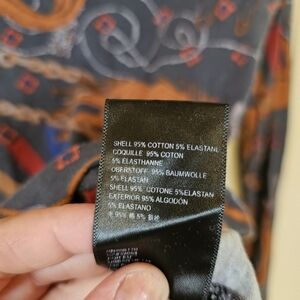 SHELL 95% COTTON 5% ELASTANE
COQUILLE 95% COTON
5% ELASTHANNE
OBERSTOFF 95% BAUMWOLLE
5% ELASTAN
SHELL 95% COTONE 5%ELASTAN
EXTERIOR 95% ALGODÓN
5% ELASTANO